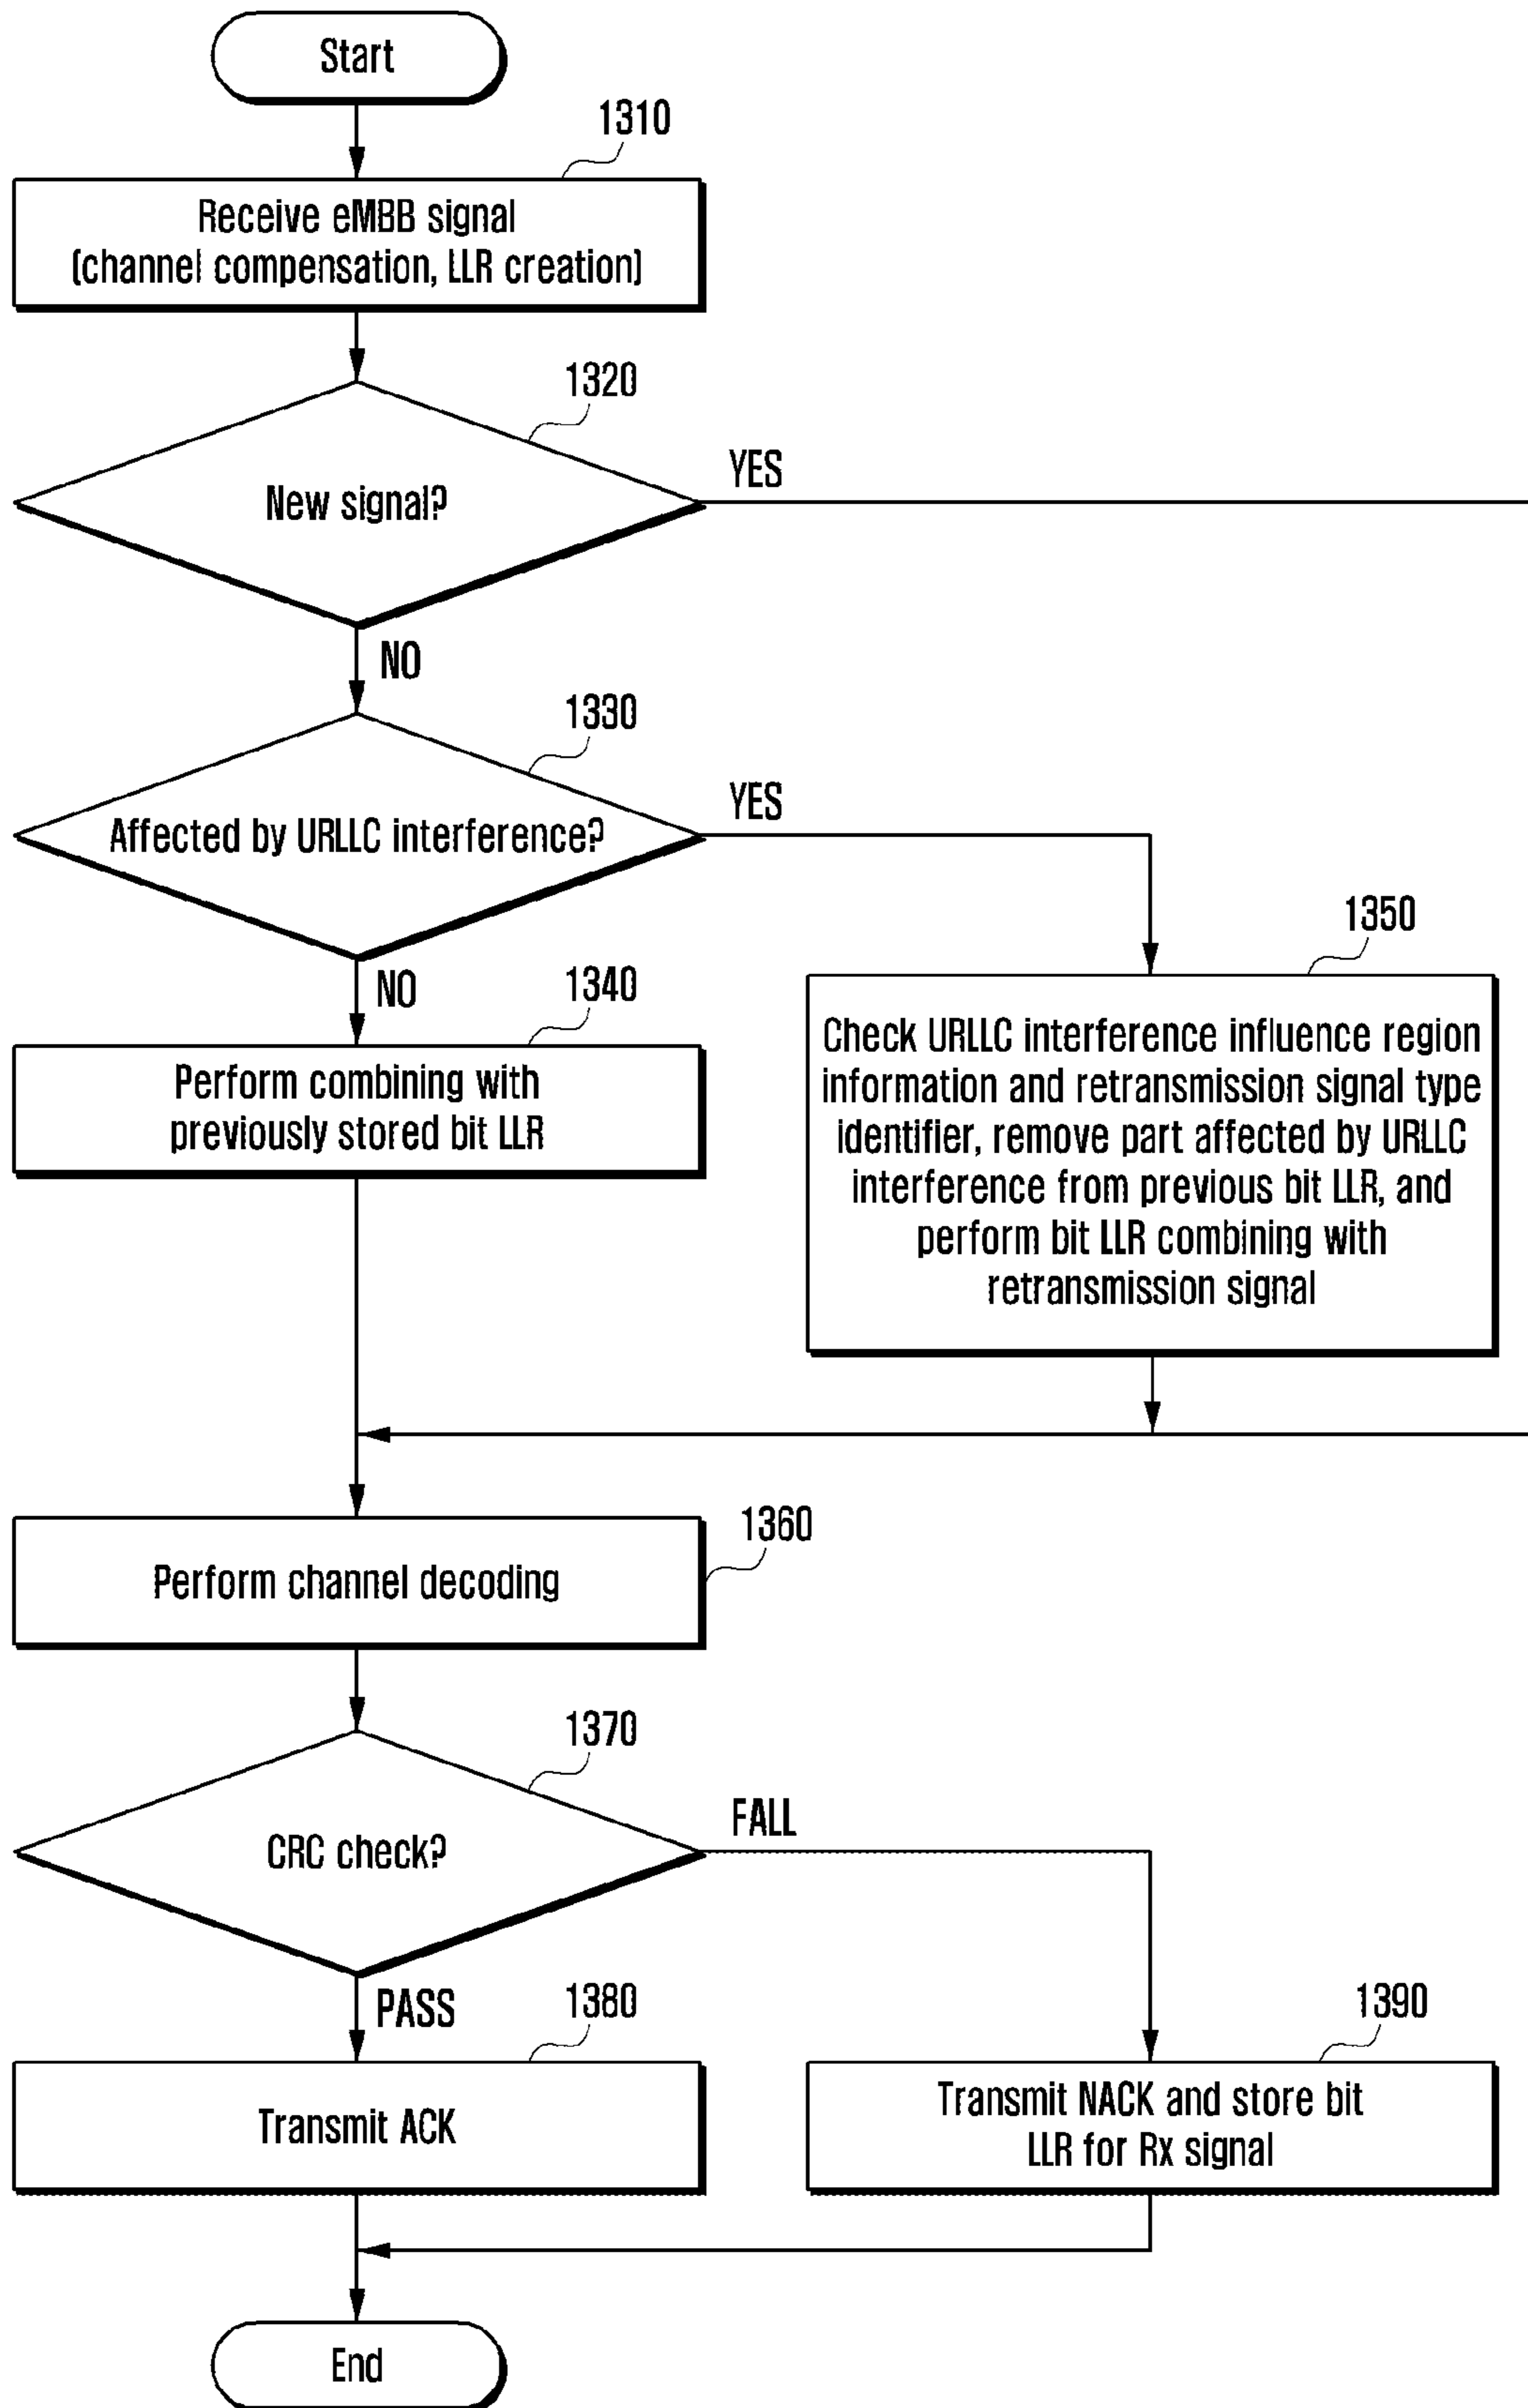 Start
1310
Receive eMBB signal
(channel compensation, LLR creation)
1320
New signal?
YES
NO
1330
Affected by URLLC interference?
YES
NO
1340
Perform combining with
previously stored bit LLR
1350
Check URLLC interference influence region
information and retransmission signal type
identifier, remove part affected by URLLC
interference from previous bit LLR, and
perform bit LLR combining with
retransmission signal
1360
Perform channel decoding
1370
CRC check?
FALL
PASS
1380
Transmit ACK
1390
Transmit NACK and store bit
LLR for Rx signal
End